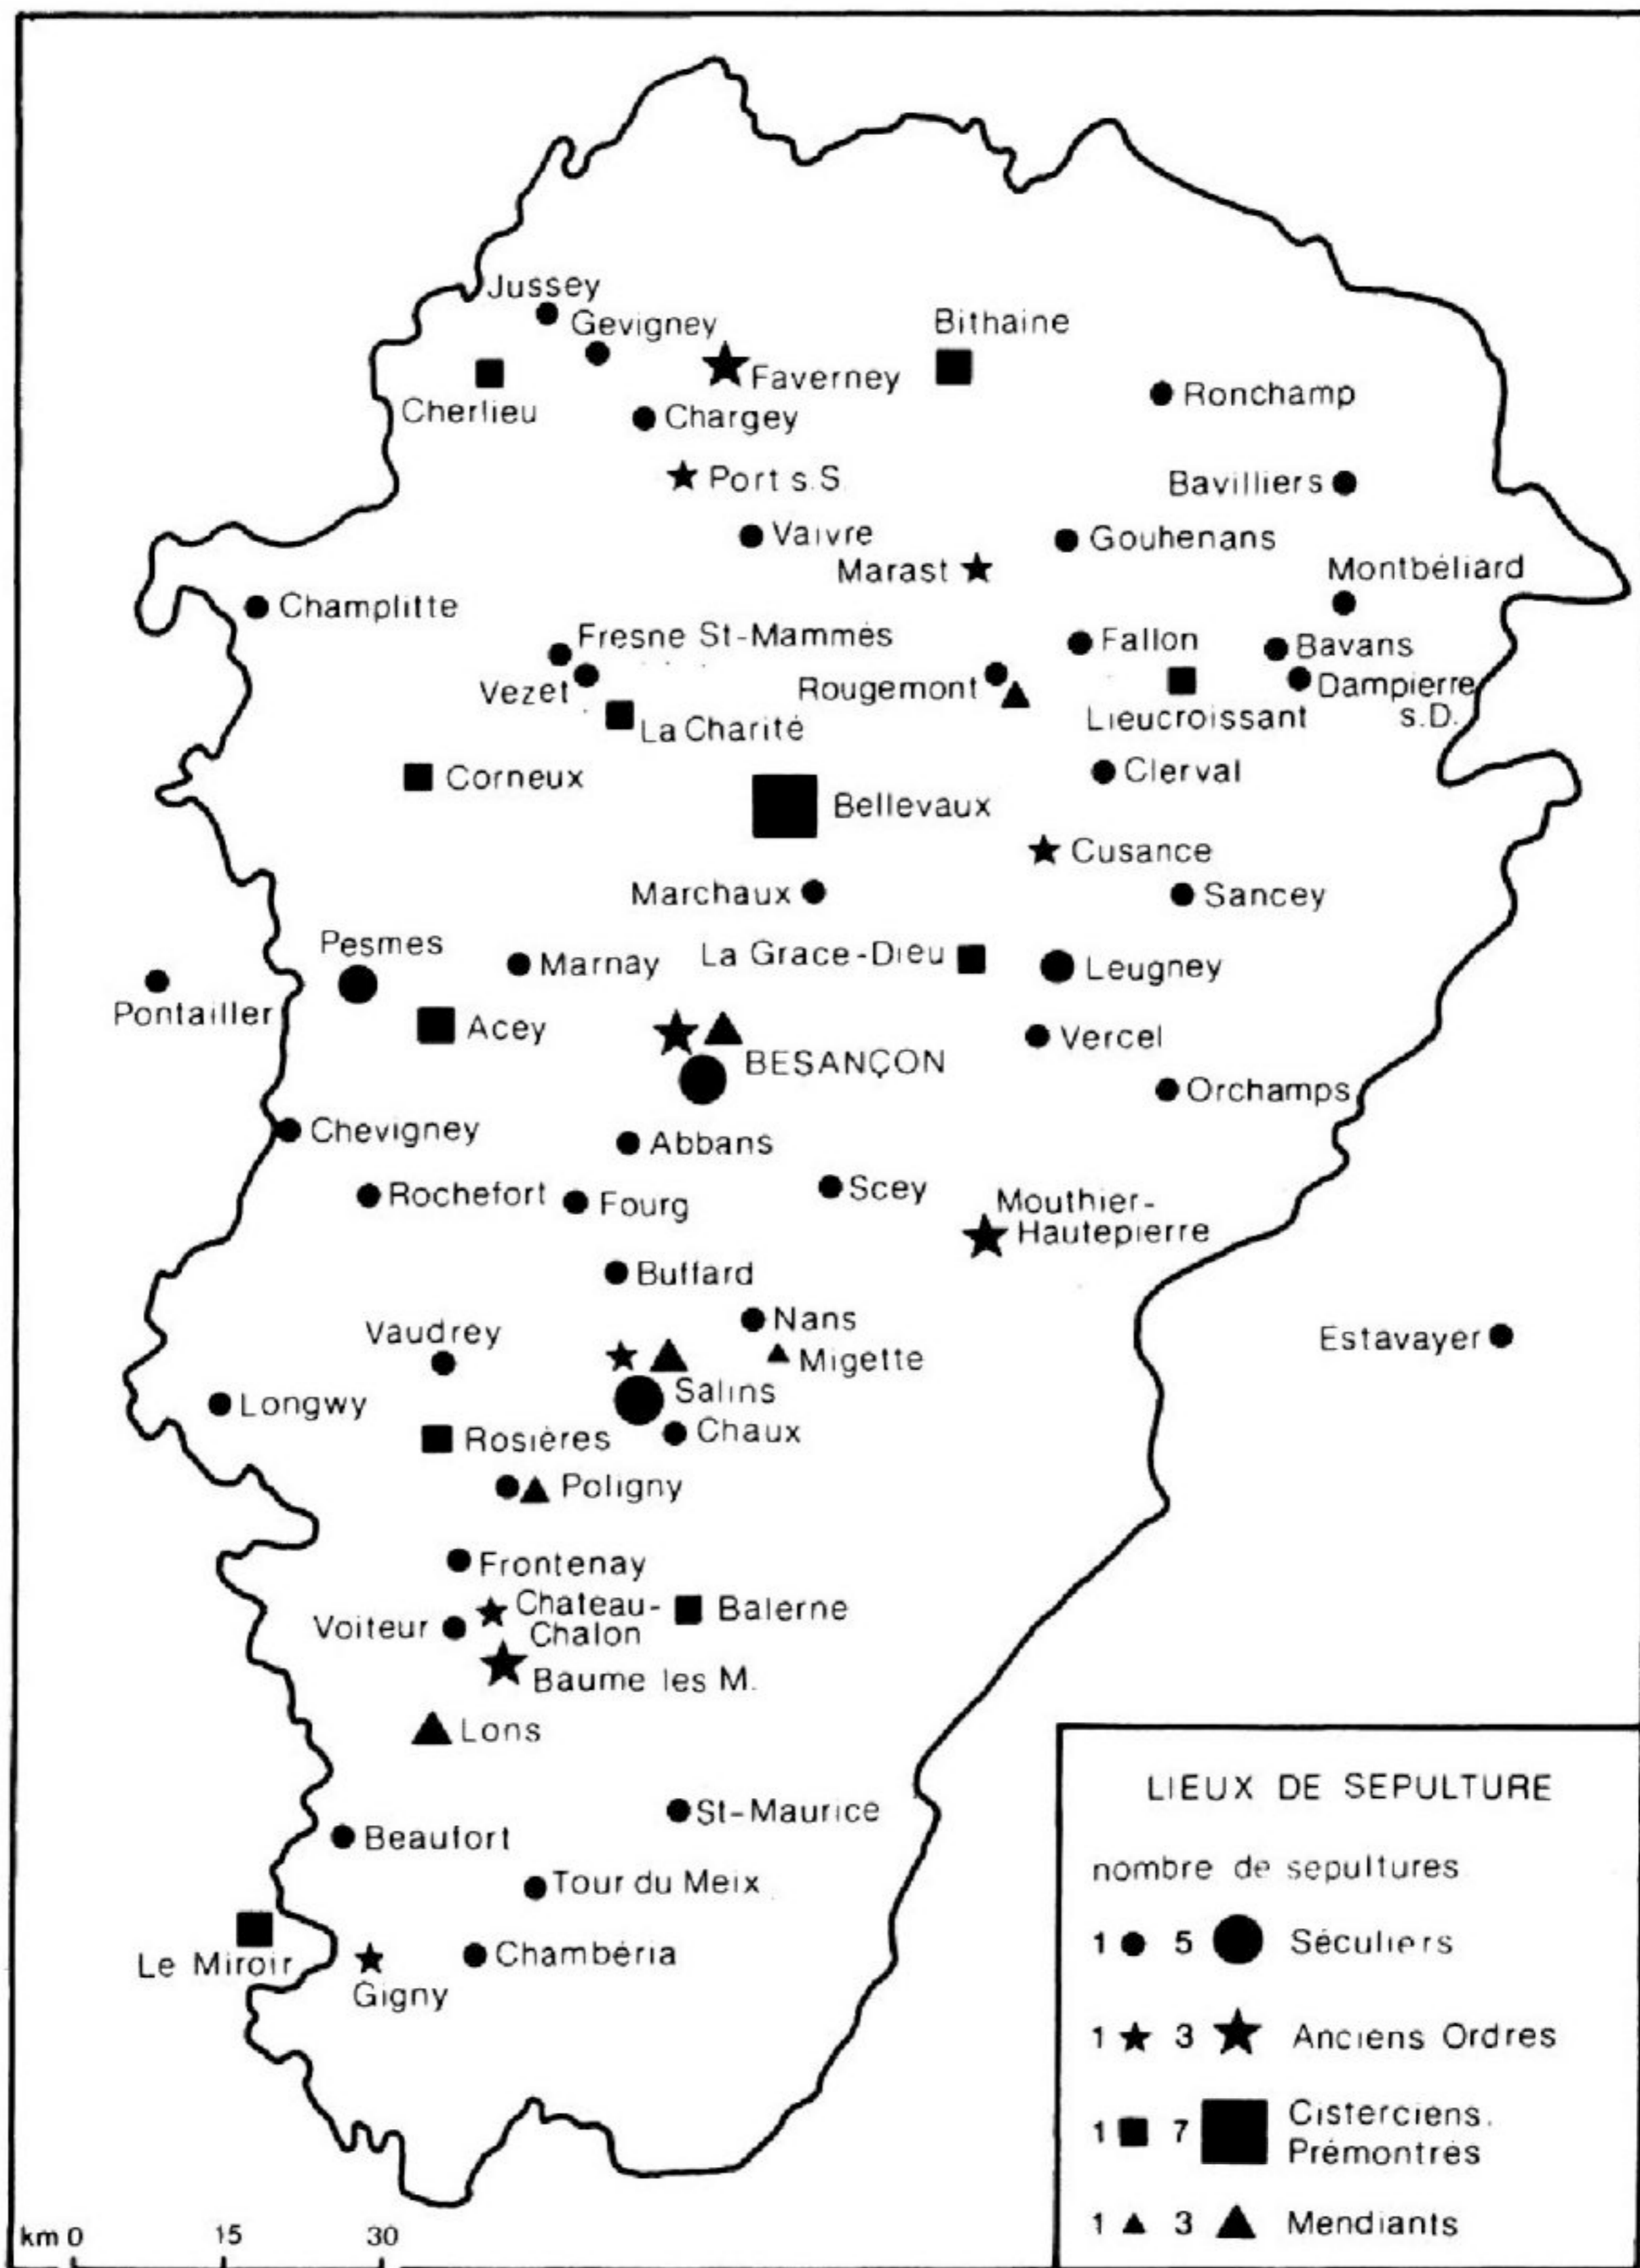 Jussey
Gevigney
Bithaine
Faverney
Cherlieu
Chargey
Ronchamp
Port s.S.
Bavilliers
Vaivre
Gouhenans
Marast
Montbéliard
Champlitte
Fresne St-Mammès
Fallon
Bavans
Vezet
Rougemont
Dampierre
s.D.
Lieucroissant
La Charité
Corneux
Clerval
Bellevaux
Cusance
Marchaux
Sancey
Pesmes
Marnay
La Grace-Dieu
Leugney
Pontailler
Acey
Vercel
BESANÇON
Orchamps
Chevigney
Abbans
Rochefort
Fourg
Scey
Mouthier-
Hautepierre
Buffard
Nans
Vaudrey
Estavayer
Migette
Longwy
Salins
Chaux
Rosières
Poligny
Frontenay
Chateau-
Chalon
Balerne
Voiteur
Baume les M.
Lons
St-Maurice
Beaufort
Tour du Meix
Le Miroir
Chambéria
Gigny
LIEUX DE SEPULTURE
nombre de sepultures
1 5 Séculiers
1 3 Anciens Ordres
1 7 Cisterciens.
Prémontrés
1 3 Mendiants
km 0 15 30